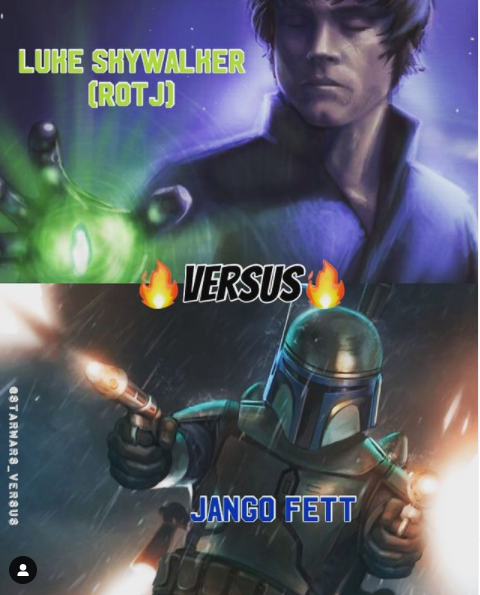 LUKE SKYWALKER
(ROTJ)
VERSUS
@STARWARS_VERSUS
JANGO FETT